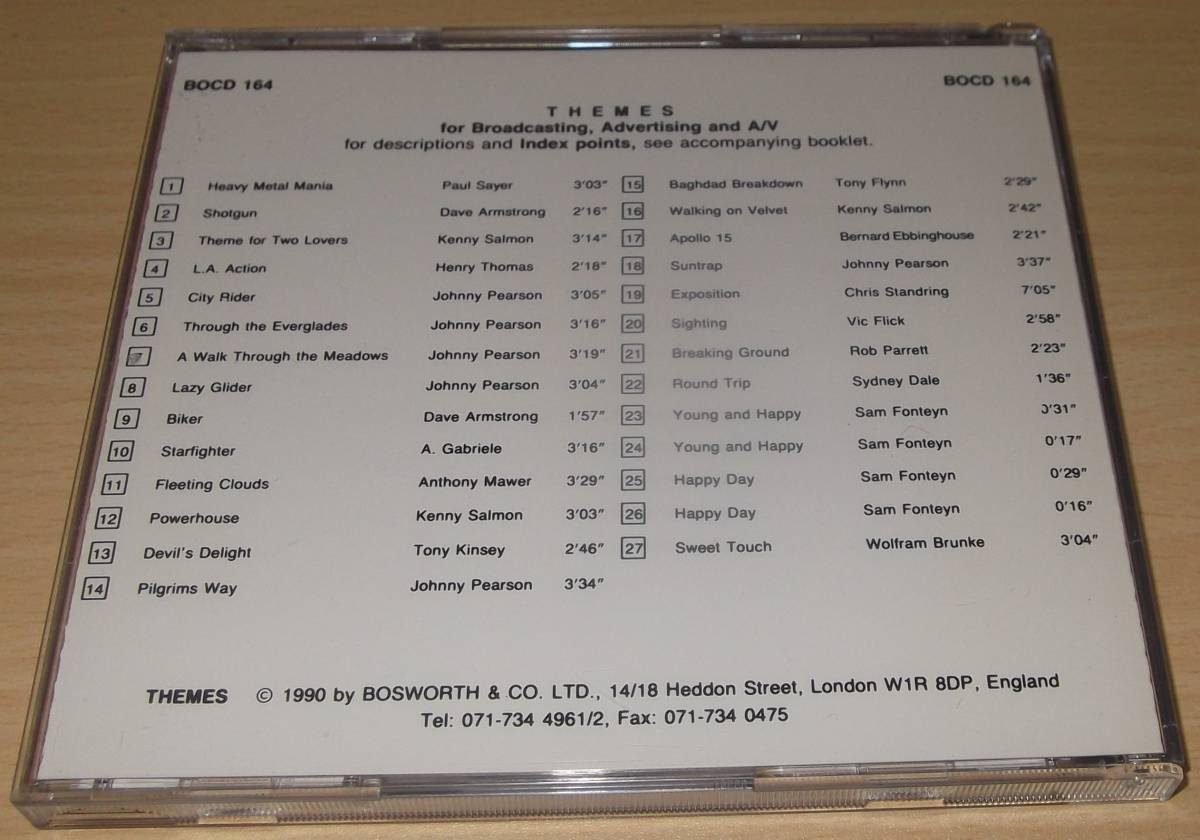 BOCD 164 BOCD 164
THEMES
for Broadcasting, Advertising and A/V
for descriptions and Index points, see accompanying booklet.
1 Heavy Metal Mania Paul Sayer 3'03"
2 Shotgun Dave Armstrong 2'16"
3 Theme for Two Lovers Kenny Salmon 3'14"
4 L.A. Action Henry Thomas 2'18"
5 City Rider Johnny Pearson 3'05"
6 Through the Everglades Johnny Pearson 3'16"
7 A Walk Through the Meadows Johnny Pearson 3'19"
8 Lazy Glider Johnny Pearson 3'04"
9 Biker Dave Armstrong 1'57"
10 Starfighter A. Gabriele 3'16"
11 Fleeting Clouds Anthony Mawer 3'29"
12 Powerhouse Kenny Salmon 3'03"
13 Devil's Delight Tony Kinsey 2'46"
14 Pilgrims Way Johnny Pearson 3'34"
15 Baghdad Breakdown Tony Flynn 2'29"
16 Walking on Velvet Kenny Salmon 2'42"
17 Apollo 15 Bernard Ebbinghouse 2'21"
18 Suntrap Johnny Pearson 3'37"
19 Exposition Chris Standring 7'05"
20 Sighting Vic Flick 2'58"
21 Breaking Ground Rob Parrett 2'23"
22 Round Trip Sydney Dale 1'36"
23 Young and Happy Sam Fonteyn 0'31"
24 Young and Happy Sam Fonteyn 0'17"
25 Happy Day Sam Fonteyn 0'29"
26 Happy Day Sam Fonteyn 0'16"
27 Sweet Touch Wolfram Brunke 3'04"
THEMES © 1990 by BOSWORTH & CO. LTD., 14/18 Heddon Street, London W1R 8DP, England
Tel: 071-734 4961/2, Fax: 071-734 0475